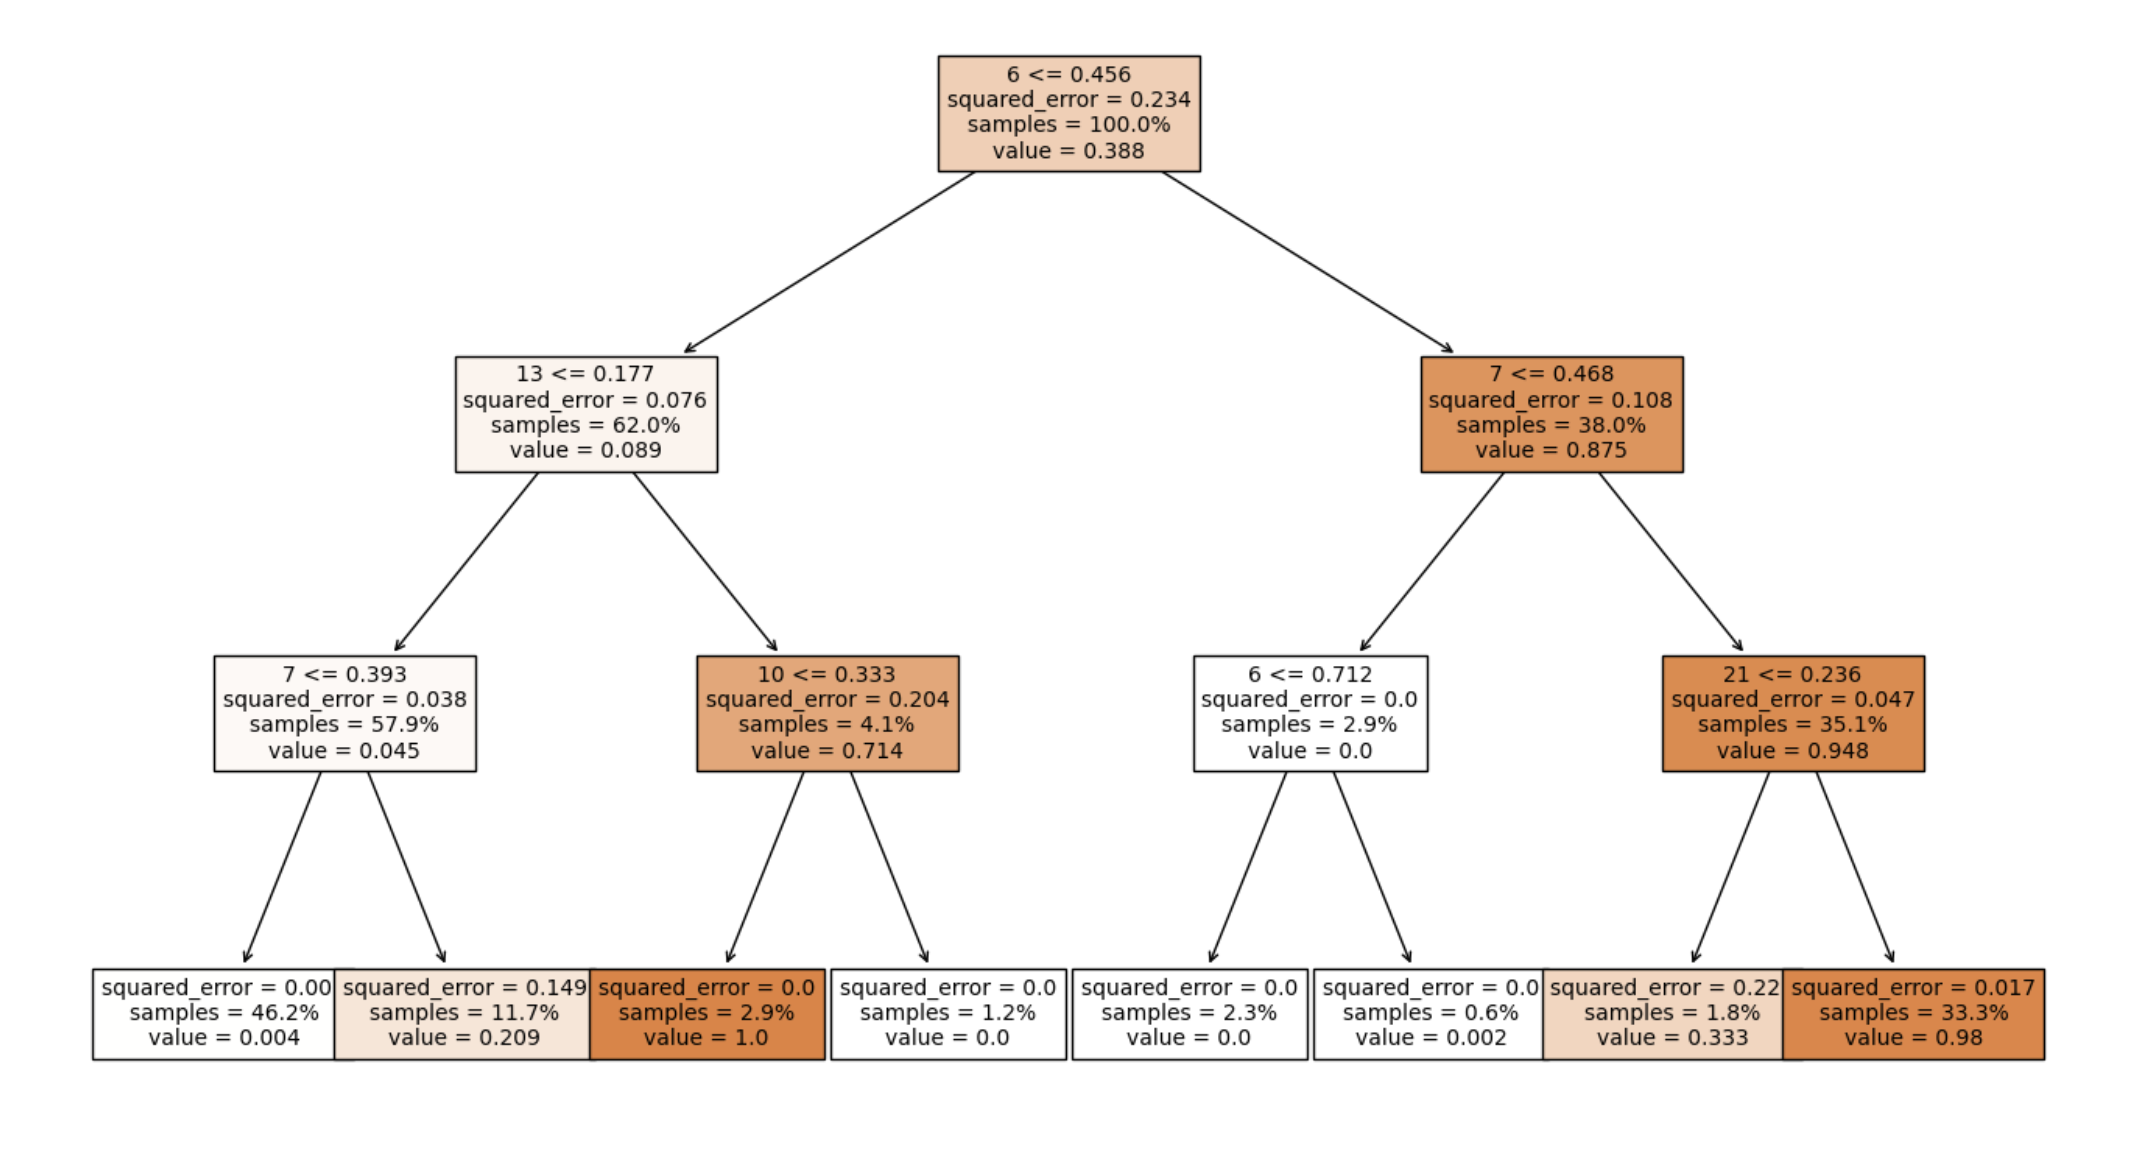 6 <= 0.456
squared_error = 0.234
samples = 100.0%
value = 0.388
13 <= 0.177
squared_error = 0.076
samples = 62.0%
value = 0.089
7 <= 0.468
squared_error = 0.108
samples = 38.0%
value = 0.875
7 <= 0.393
squared_error = 0.038
samples = 57.9%
value = 0.045
10 <= 0.333
squared_error = 0.204
samples = 4.1%
value = 0.714
6 <= 0.712
squared_error = 0.0
samples = 2.9%
value = 0.0
21 <= 0.236
squared_error = 0.047
samples = 35.1%
value = 0.948
squared_error = 0.00
samples = 46.2%
value = 0.004
squared_error = 0.149
samples = 11.7%
value = 0.209
squared_error = 0.0
samples = 2.9%
value = 1.0
squared_error = 0.0
samples = 1.2%
value = 0.0
squared_error = 0.0
samples = 2.3%
value = 0.0
squared_error = 0.0
samples = 0.6%
value = 0.002
squared_error = 0.22
samples = 1.8%
value = 0.333
squared_error = 0.017
samples = 33.3%
value = 0.98